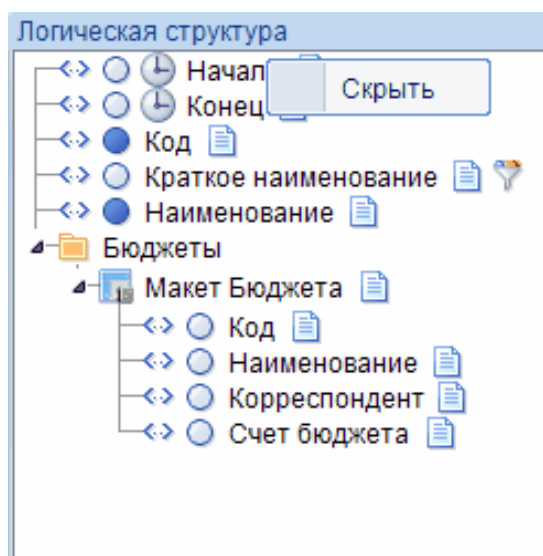 Логическая структура
Начал
Скрыть
Конец
Код
Краткое наименование
Наименование
Бюджеты
Макет Бюджета
Код
Наименование
Корреспондент
Счет бюджета